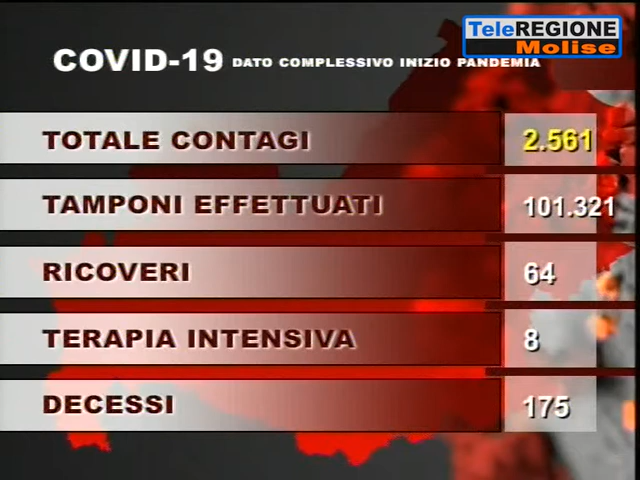 TeleREGIONE
Molise
COVID-19 DATO COMPLESSIVO INIZIO PANDEMIA
TOTALE CONTAGI 2.561
TAMPONI EFFETTUATI 101.321
RICOVERI 64
TERAPIA INTENSIVA 8
DECESSI 175